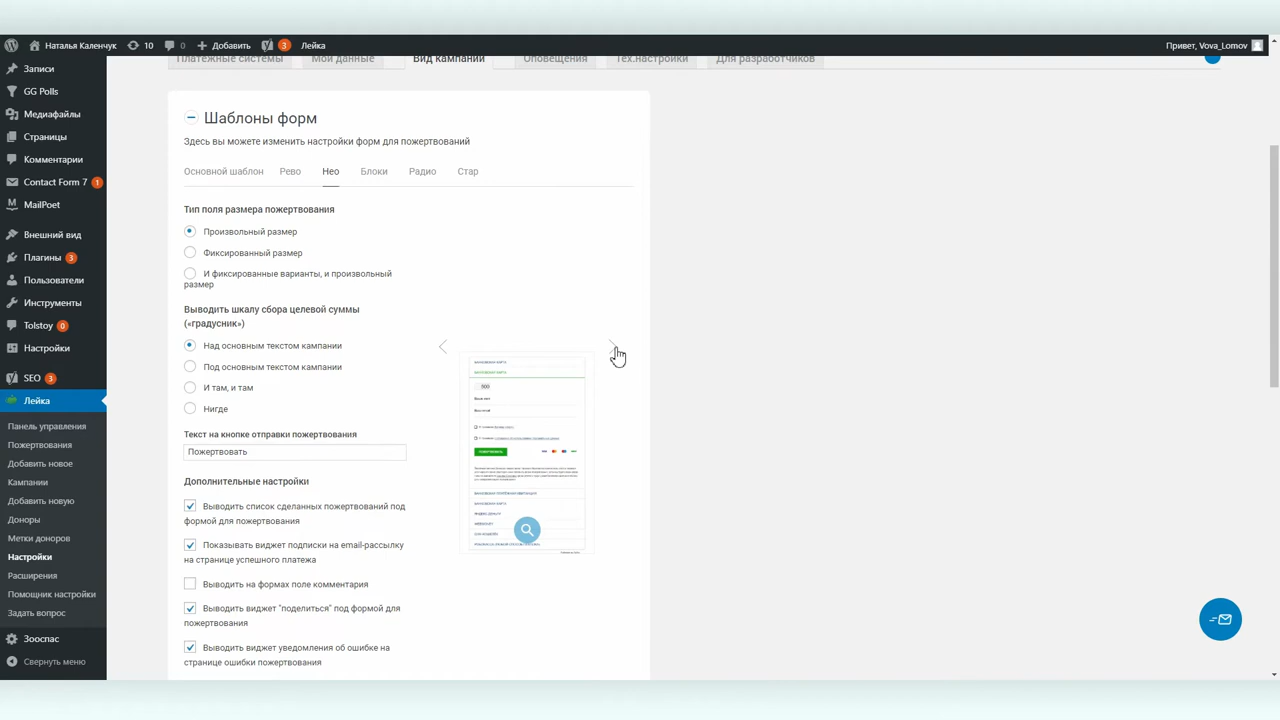 Наталья Каленчук
10
0
Добавить
3
Лейка
Привет, Vova_Lomov
Записи
GG Polls
Медиафайлы
Страницы
Комментарии
Contact Form 7 1
MailPoet
Внешний вид
Плагины 3
Пользователи
Инструменты
Tolstoy 0
Настройки
SEO 3
Лейка
Панель управления
Пожертвования
Добавить новое
Кампании
Добавить новую
Доноры
Метки доноров
Настройки
Расширения
Помощник настройки
Задать вопрос
Зооспас
Свернуть меню
Платежные системы
Мои данные
Вид кампании
Оповещения
Тех.настройки
Для разработчиков
Шаблоны форм
Здесь вы можете изменить настройки форм для пожертвований
Основной шаблон
Рево
Нео
Блоки
Радио
Стар
Тип поля размера пожертвования
Произвольный размер
Фиксированный размер
И фиксированные варианты, и произвольный
размер
Выводить шкалу сбора целевой суммы
(«градусник»)
Над основным текстом кампании
Под основным текстом кампании
И там, и там
Нигде
Текст на кнопке отправки пожертвования
Пожертвовать
Дополнительные настройки
Выводить список сделанных пожертвований под
формой для пожертвования
Показывать виджет подписки на email-рассылку
на странице успешного платежа
Выводить на формах поле комментария
Выводить виджет "поделиться" под формой для
пожертвования
Выводить виджет уведомления об ошибке на
странице ошибки пожертвования
БАНКОВСКАЯ КАРТА
БАНКОВСКАЯ КАРТА
500
ПОЖЕРТВОВАТЬ